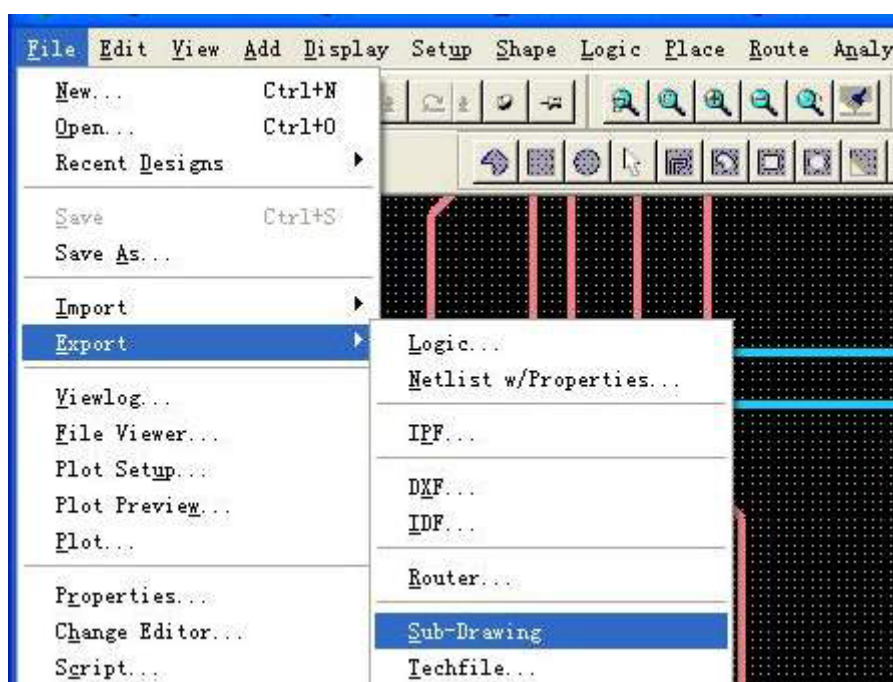 File Edit View Add Display Setup Shape Logic Place Route Analy
New... Ctrl+N
Open... Ctrl+O
Recent Designs
Save Ctrl+S
Save As...
Import
Export
Viewlog...
File Viewer...
Plot Setup...
Plot Preview...
Plot...
Properties...
Change Editor...
Script...
Logic...
Netlist w/Properties...
IPF...
DXF...
IDF...
Router...
Sub-Drawing
Techfile...